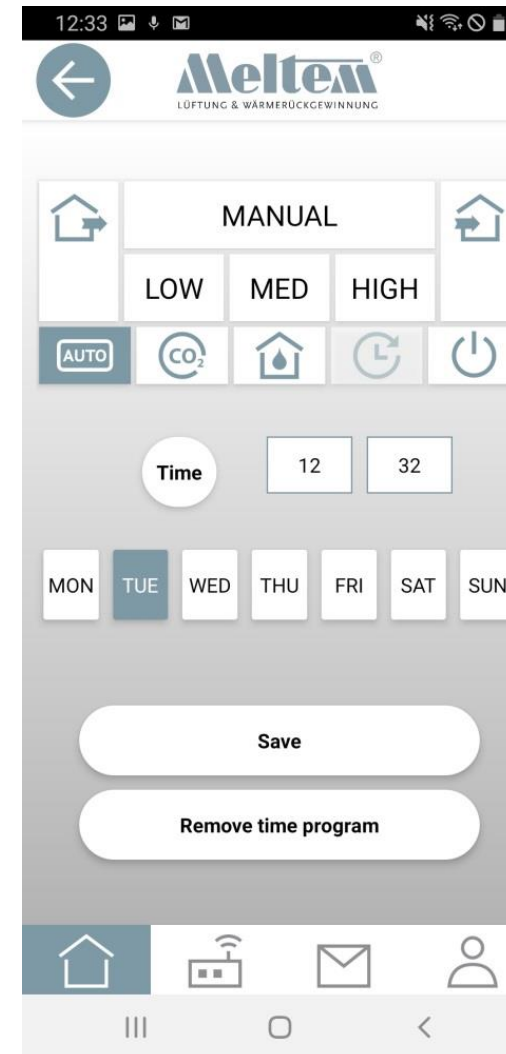 12:33
Meltem®
LÜFTUNG & WÄRMERÜCKGEWINNUNG
MANUAL
LOW MED HIGH
AUTO CO₂
Time 12 32
MON TUE WED THU FRI SAT SUN
Save
Remove time program